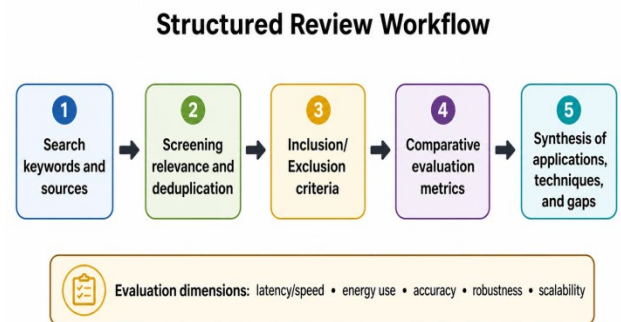 Structured Review Workflow
1
Search
keywords and
sources
2
Screening
relevance and
deduplication
3
Inclusion/
Exclusion
criteria
4
Comparative
evaluation
metrics
5
Synthesis of
applications,
techniques,
and gaps
Evaluation dimensions: latency/speed • energy use • accuracy • robustness • scalability